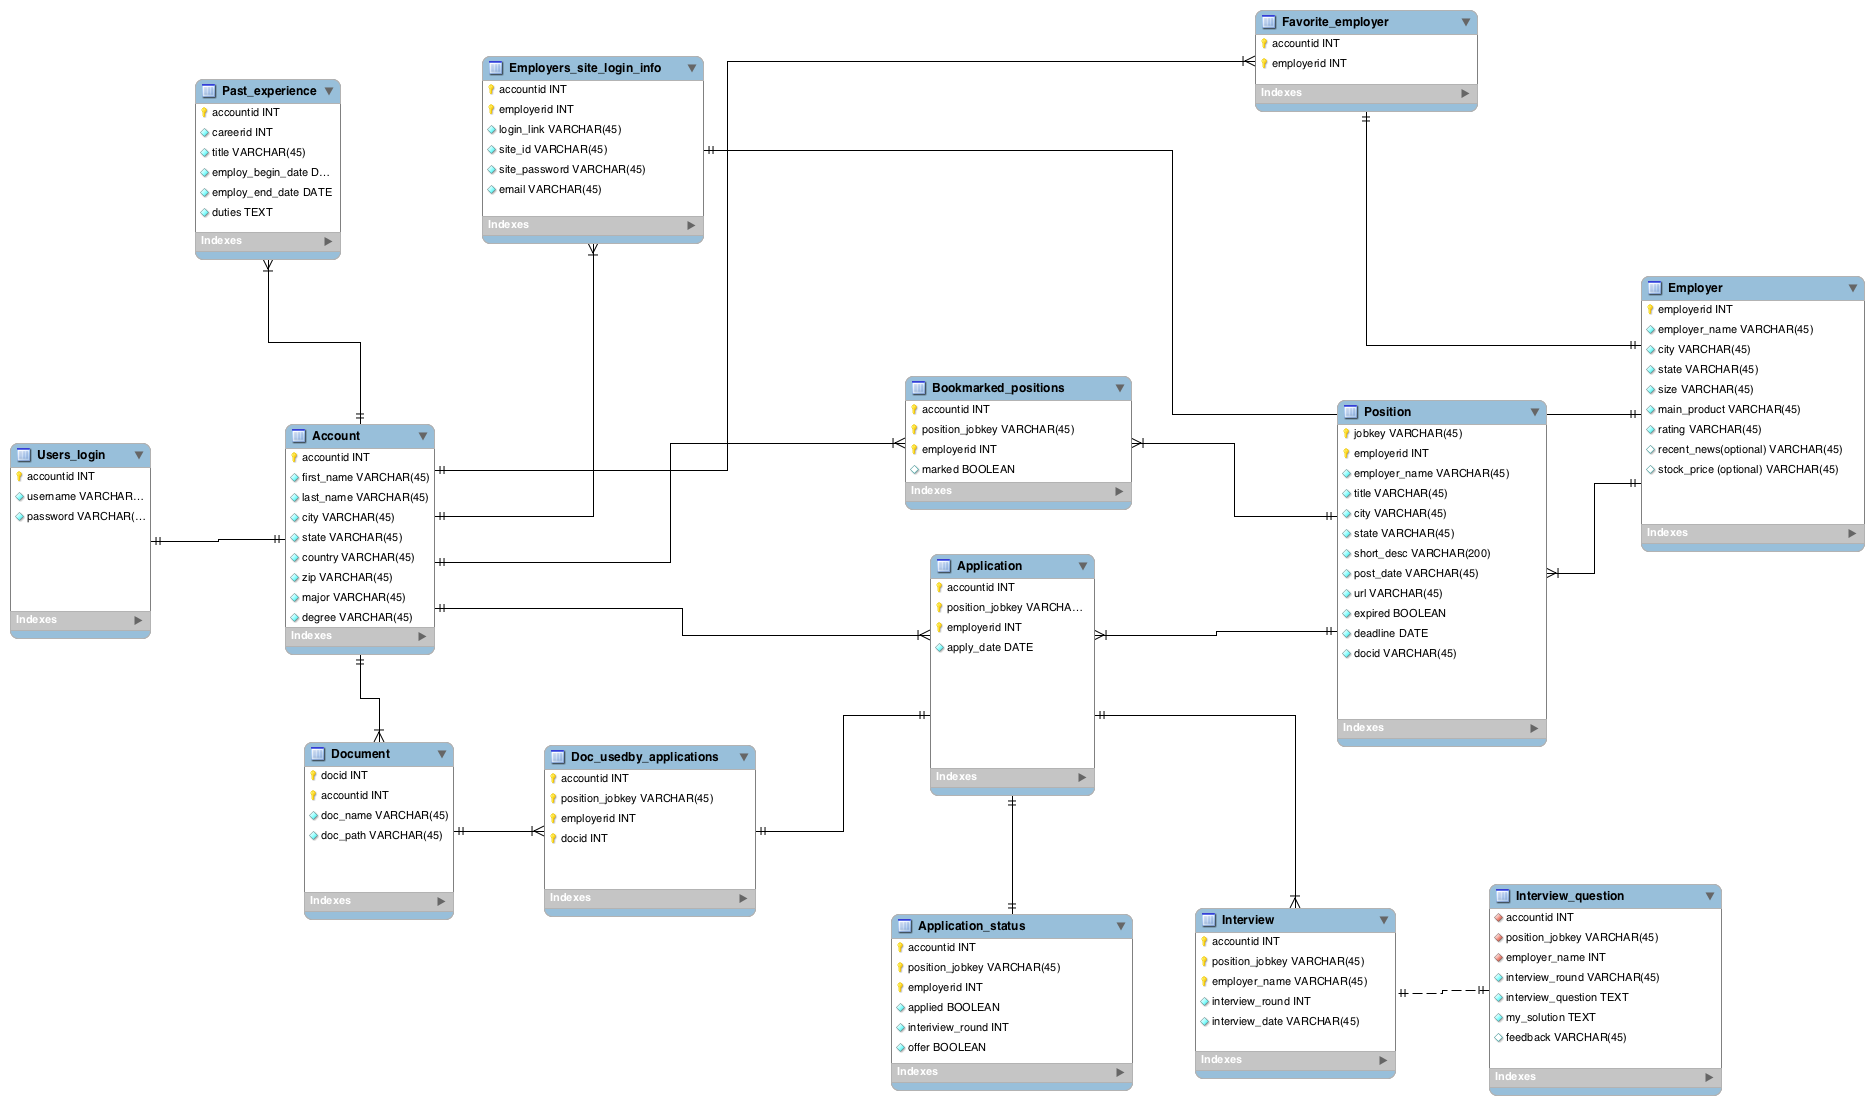 Favorite_employer
accountid INT
employerid INT
Indexes
Employers_site_login_info
accountid INT
employerid INT
login_link VARCHAR(45)
site_id VARCHAR(45)
site_password VARCHAR(45)
email VARCHAR(45)
Indexes
Past_experience
accountid INT
careerid INT
title VARCHAR(45)
employ_begin_date D...
employ_end_date DATE
duties TEXT
Indexes
Employer
employerid INT
employer_name VARCHAR(45)
city VARCHAR(45)
state VARCHAR(45)
size VARCHAR(45)
main_product VARCHAR(45)
rating VARCHAR(45)
recent_news(optional) VARCHAR(45)
stock_price (optional) VARCHAR(45)
Indexes
Bookmarked_positions
accountid INT
position_jobkey VARCHAR(45)
employerid INT
marked BOOLEAN
Indexes
Position
jobkey VARCHAR(45)
employerid INT
employer_name VARCHAR(45)
title VARCHAR(45)
city VARCHAR(45)
state VARCHAR(45)
short_desc VARCHAR(200)
post_date VARCHAR(45)
url VARCHAR(45)
expired BOOLEAN
deadline DATE
docid VARCHAR(45)
Indexes
Account
accountid INT
first_name VARCHAR(45)
last_name VARCHAR(45)
city VARCHAR(45)
state VARCHAR(45)
country VARCHAR(45)
zip VARCHAR(45)
major VARCHAR(45)
degree VARCHAR(45)
Indexes
Users_login
accountid INT
username VARCHAR...
password VARCHAR(...
Indexes
Application
accountid INT
position_jobkey VARCHA...
employerid INT
apply_date DATE
Indexes
Document
docid INT
accountid INT
doc_name VARCHAR(45)
doc_path VARCHAR(45)
Indexes
Doc_usedby_applications
accountid INT
position_jobkey VARCHAR(45)
employerid INT
docid INT
Indexes
Application_status
accountid INT
position_jobkey VARCHAR(45)
employerid INT
applied BOOLEAN
interiview_round INT
offer BOOLEAN
Indexes
Interview
accountid INT
position_jobkey VARCHAR(45)
employer_name VARCHAR(45)
interview_round INT
interview_date VARCHAR(45)
Indexes
Interview_question
accountid INT
position_jobkey VARCHAR(45)
employer_name INT
interview_round VARCHAR(45)
interview_question TEXT
my_solution TEXT
feedback VARCHAR(45)
Indexes